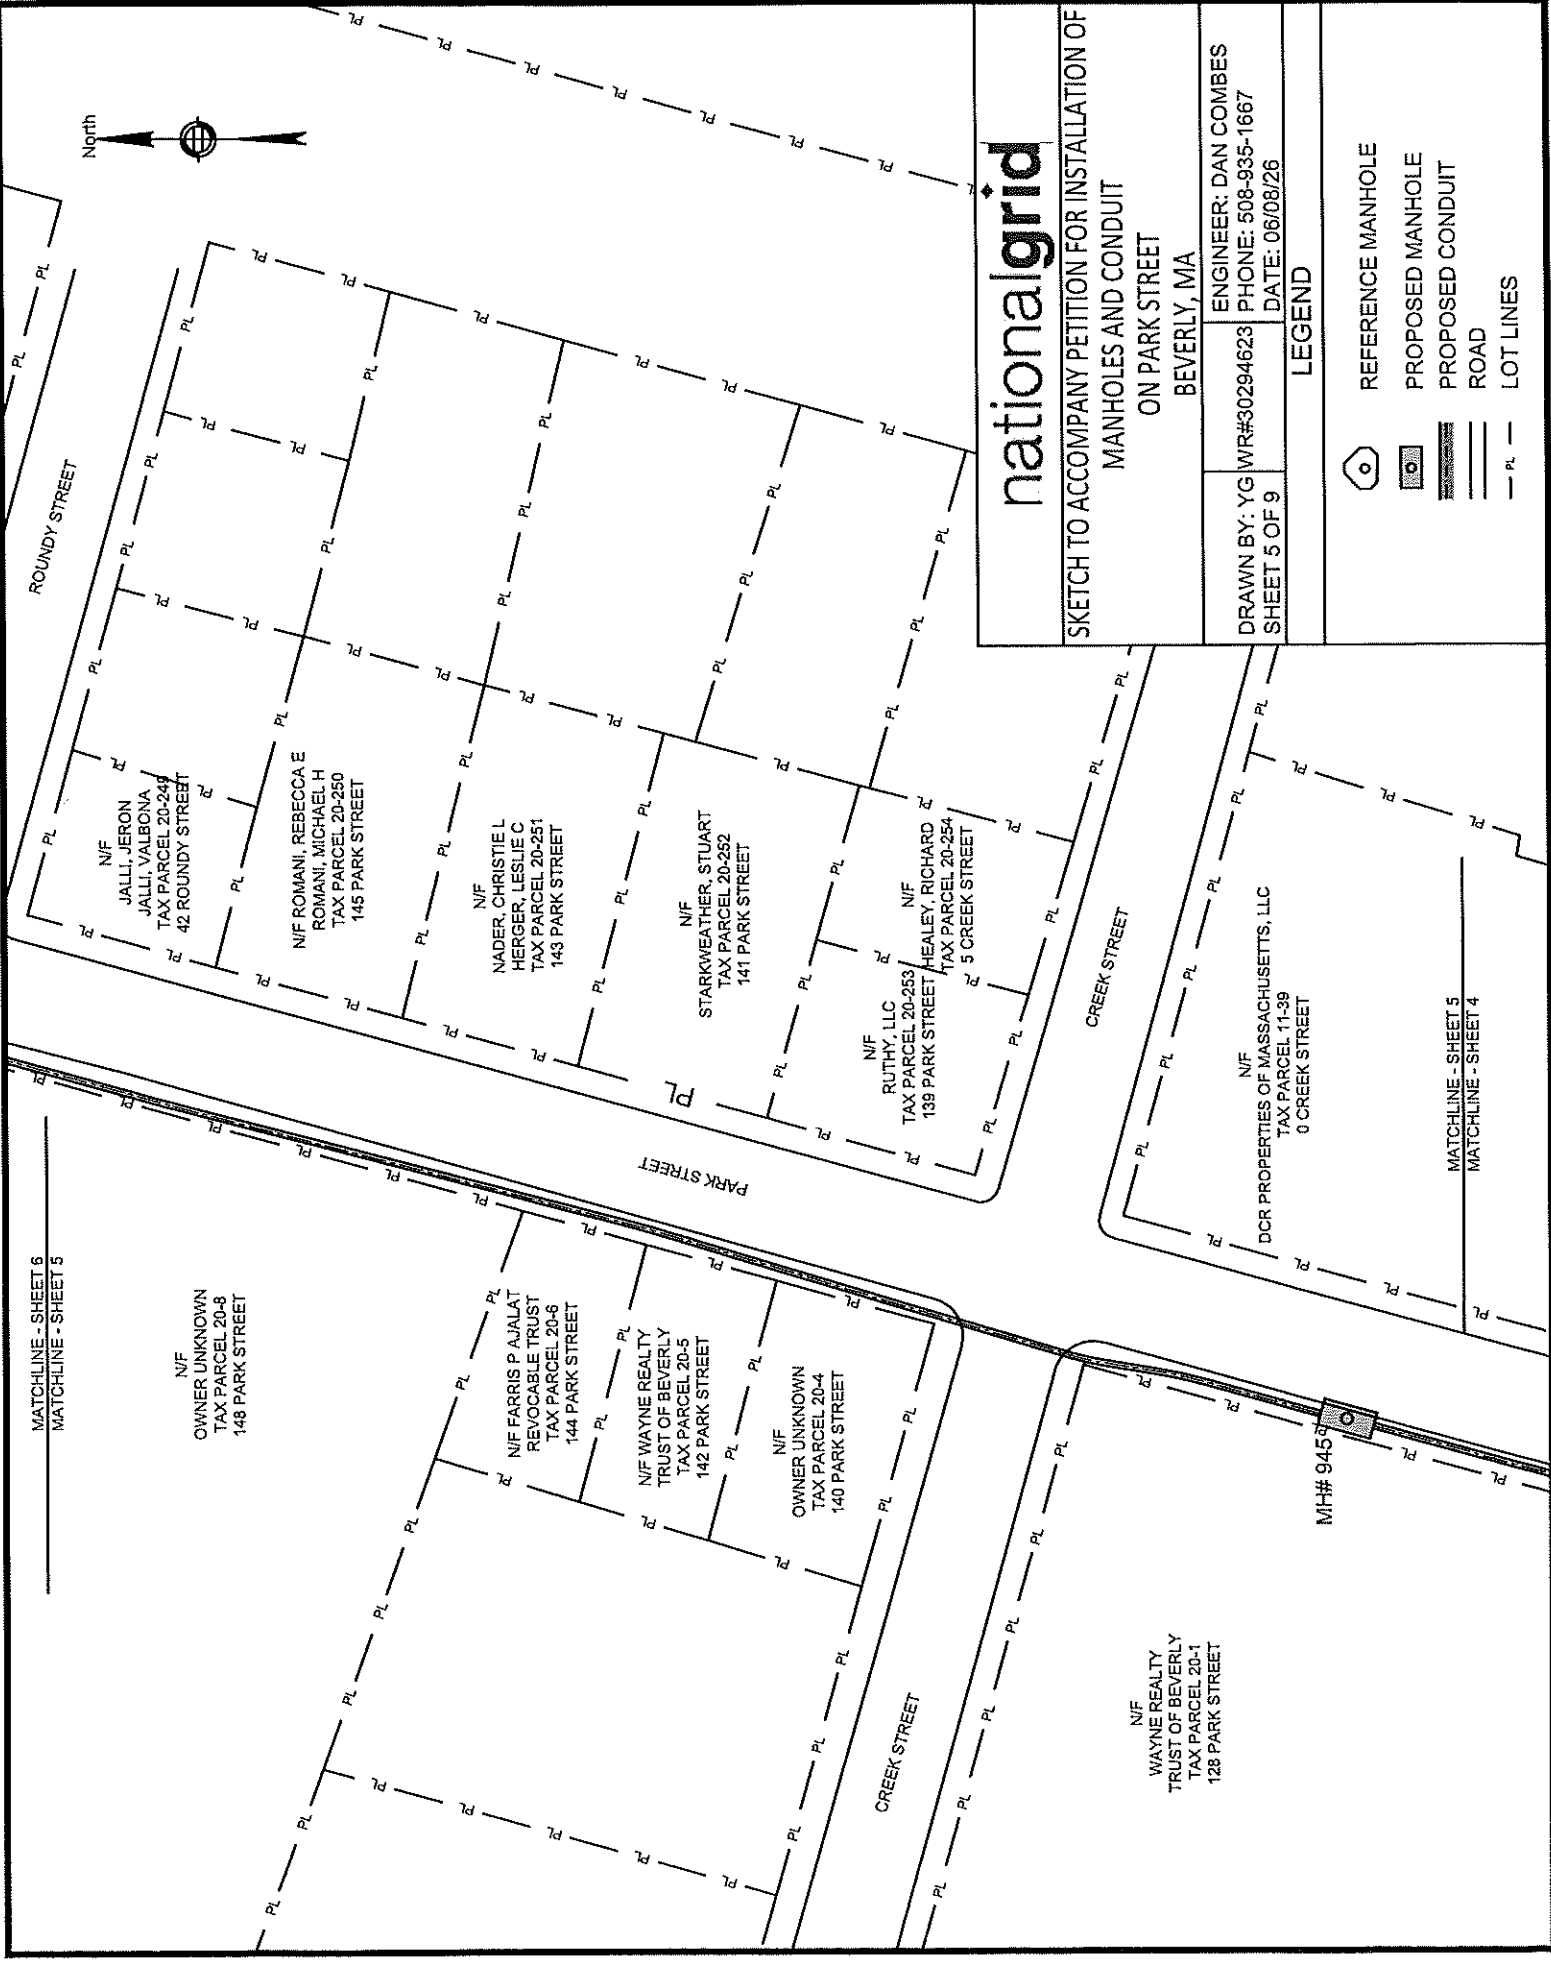 North
ROUNDY STREET
MATCHLINE - SHEET 6
MATCHLINE - SHEET 5
N/F
OWNER UNKNOWN
TAX PARCEL 20-8
148 PARK STREET
N/F FARRIS P AJALAT
REVOCABLE TRUST
TAX PARCEL 20-6
144 PARK STREET
N/F WAYNE REALTY
TRUST OF BEVERLY
TAX PARCEL 20-5
142 PARK STREET
N/F
OWNER UNKNOWN
TAX PARCEL 20-4
140 PARK STREET
CREEK STREET
N/F
WAYNE REALTY
TRUST OF BEVERLY
TAX PARCEL 20-1
128 PARK STREET
MH# 945
PARK STREET
PL
N/F
JALLI, JERON
JALLI, VALBONA
TAX PARCEL 20-249
42 ROUNDY STREET
N/F ROMANI, REBECCA E
ROMANI, MICHAEL H
TAX PARCEL 20-250
145 PARK STREET
N/F
NADER, CHRISTIE L
HERGER, LESLIE C
TAX PARCEL 20-251
143 PARK STREET
N/F
STARKWEATHER, STUART
TAX PARCEL 20-252
141 PARK STREET
N/F
RUTHY, LLC
TAX PARCEL 20-253
139 PARK STREET
N/F
HEALEY, RICHARD
TAX PARCEL 20-254
5 CREEK STREET
CREEK STREET
N/F
DCR PROPERTIES OF MASSACHUSETTS, LLC
TAX PARCEL 11-39
0 CREEK STREET
MATCHLINE - SHEET 5
MATCHLINE - SHEET 4
nationalgrid
SKETCH TO ACCOMPANY PETITION FOR INSTALLATION OF
MANHOLES AND CONDUIT
ON PARK STREET
BEVERLY, MA
DRAWN BY: YG
SHEET 5 OF 9
WR#30294623
ENGINEER: DAN COMBES
PHONE: 508-935-1667
DATE: 06/08/26
LEGEND
REFERENCE MANHOLE
PROPOSED MANHOLE
PROPOSED CONDUIT
ROAD
PL
LOT LINES